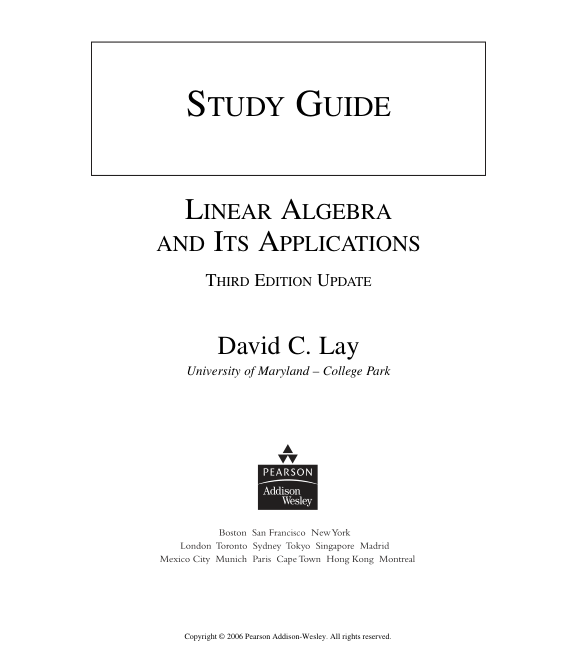 STUDY GUIDE
LINEAR ALGEBRA
AND ITS APPLICATIONS
THIRD EDITION UPDATE
David C. Lay
University of Maryland – College Park
PEARSON
Addison
Wesley
Boston San Francisco New York
London Toronto Sydney Tokyo Singapore Madrid
Mexico City Munich Paris Cape Town Hong Kong Montreal
Copyright © 2006 Pearson Addison-Wesley. All rights reserved.